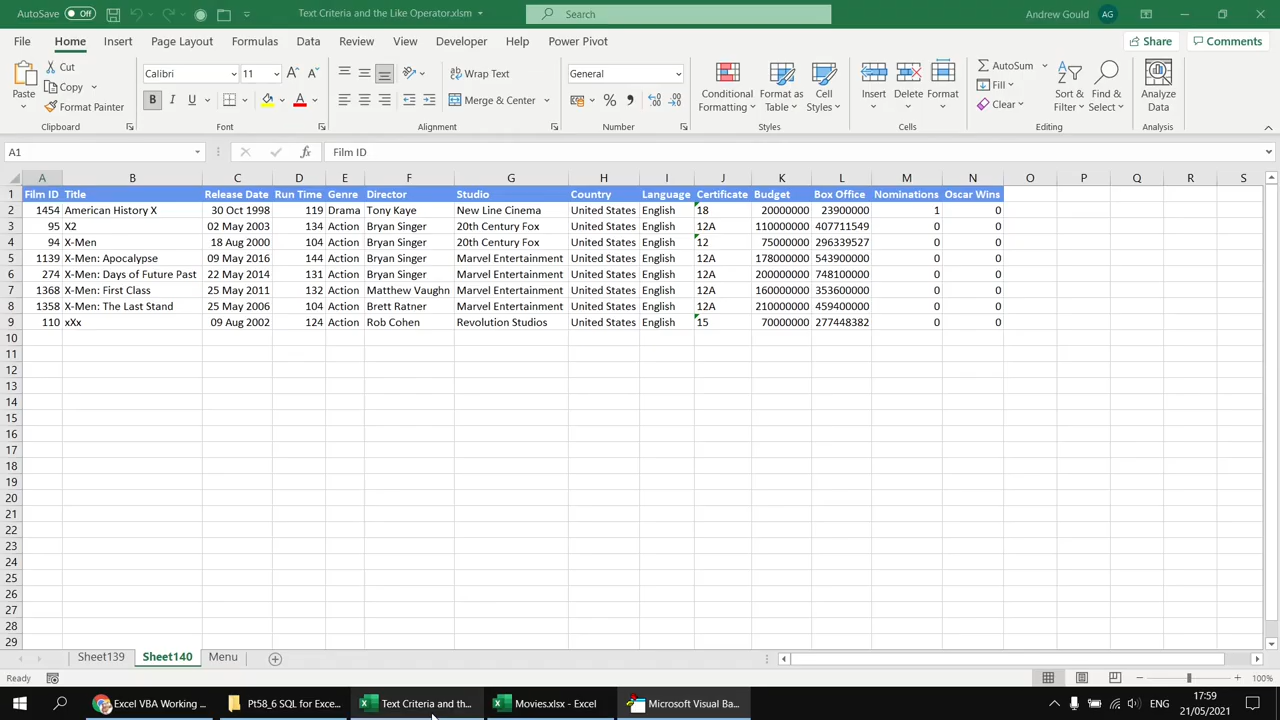 AutoSave Off Text Criteria and the Like Operator.xlsm Search Andrew Gould AG
File Home Insert Page Layout Formulas Data Review View Developer Help Power Pivot Share Comments
Paste Cut Copy Format Painter Clipboard
Calibri 11 B I U Font
Wrap Text Merge & Center Alignment
General % Number
Conditional Formatting Format as Table Cell Styles Styles
Insert Delete Format Cells
AutoSum Fill Clear Sort & Filter Find & Select Editing
Analyze Data Analysis
A1 fx Film ID
A B C D E F G H I J K L M N O P Q R S
1 Film ID Title Release Date Run Time Genre Director Studio Country Language Certificate Budget Box Office Nominations Oscar Wins
2 1454 American History X 30 Oct 1998 119 Drama Tony Kaye New Line Cinema United States English 18 20000000 23900000 1 0
3 95 X2 02 May 2003 134 Action Bryan Singer 20th Century Fox United States English 12A 110000000 407711549 0 0
4 94 X-Men 18 Aug 2000 104 Action Bryan Singer 20th Century Fox United States English 12 75000000 296339527 0 0
5 1139 X-Men: Apocalypse 09 May 2016 144 Action Bryan Singer Marvel Entertainment United States English 12A 178000000 543900000 0 0
6 274 X-Men: Days of Future Past 22 May 2014 131 Action Bryan Singer Marvel Entertainment United States English 12A 200000000 748100000 0 0
7 1368 X-Men: First Class 25 May 2011 132 Action Matthew Vaughn Marvel Entertainment United States English 12A 160000000 353600000 0 0
8 1358 X-Men: The Last Stand 25 May 2006 104 Action Brett Ratner Marvel Entertainment United States English 12A 210000000 459400000 0 0
9 110 xXx 09 Aug 2002 124 Action Rob Cohen Revolution Studios United States English 15 70000000 277448382 0 0
10
11
12
13
14
15
16
17
18
19
20
21
22
23
24
25
26
27
28
29
Sheet139 Sheet140 Menu
Ready 100%
Excel VBA Working ... Pt58_6 SQL for Exce... Text Criteria and th... Movies.xlsx - Excel Microsoft Visual Ba... ENG 17:59
21/05/2021